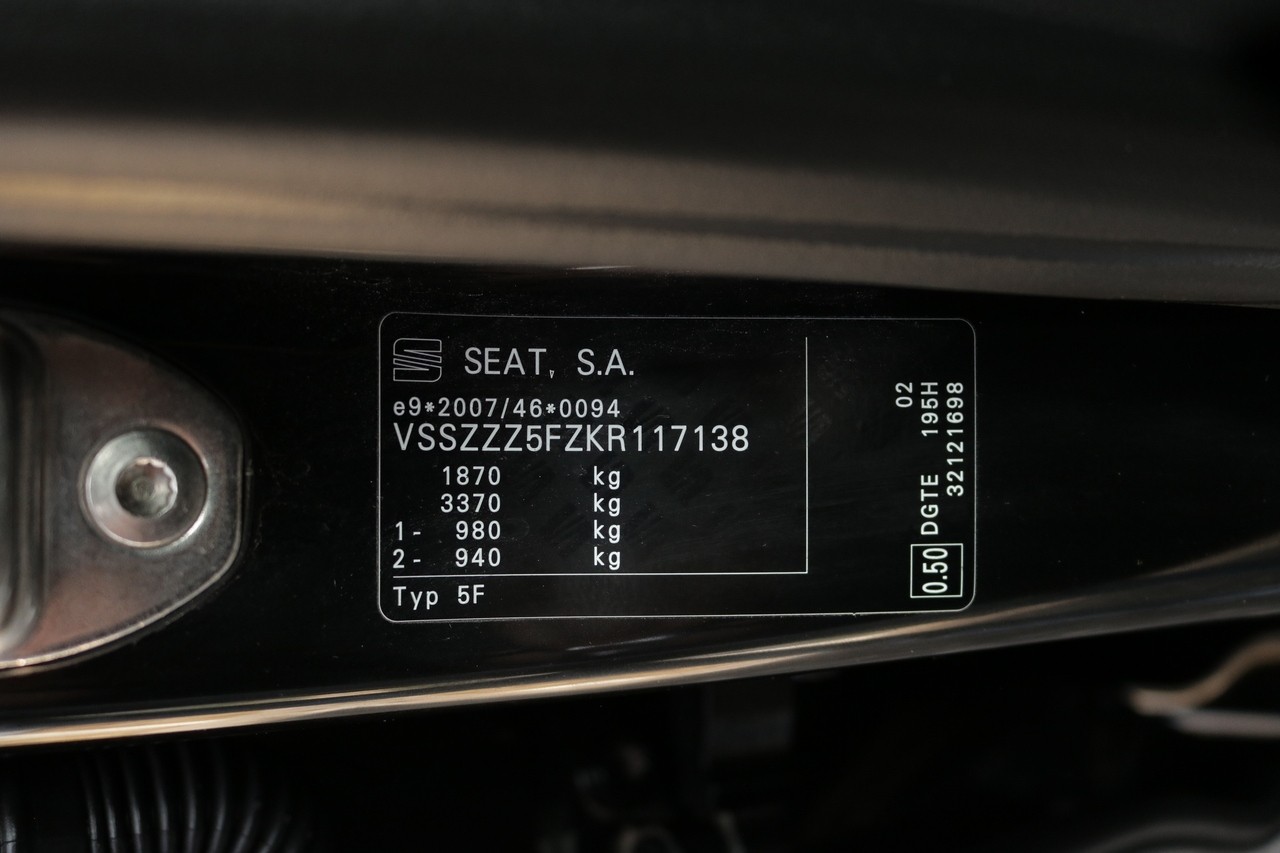 SEAT, S.A.
e9*2007/46*0094
VSSZZZ5FZKR117138
1870 kg
3370 kg
1- 980 kg
2- 940 kg
Typ 5F
02
0.50 DGTE 195H
32121698